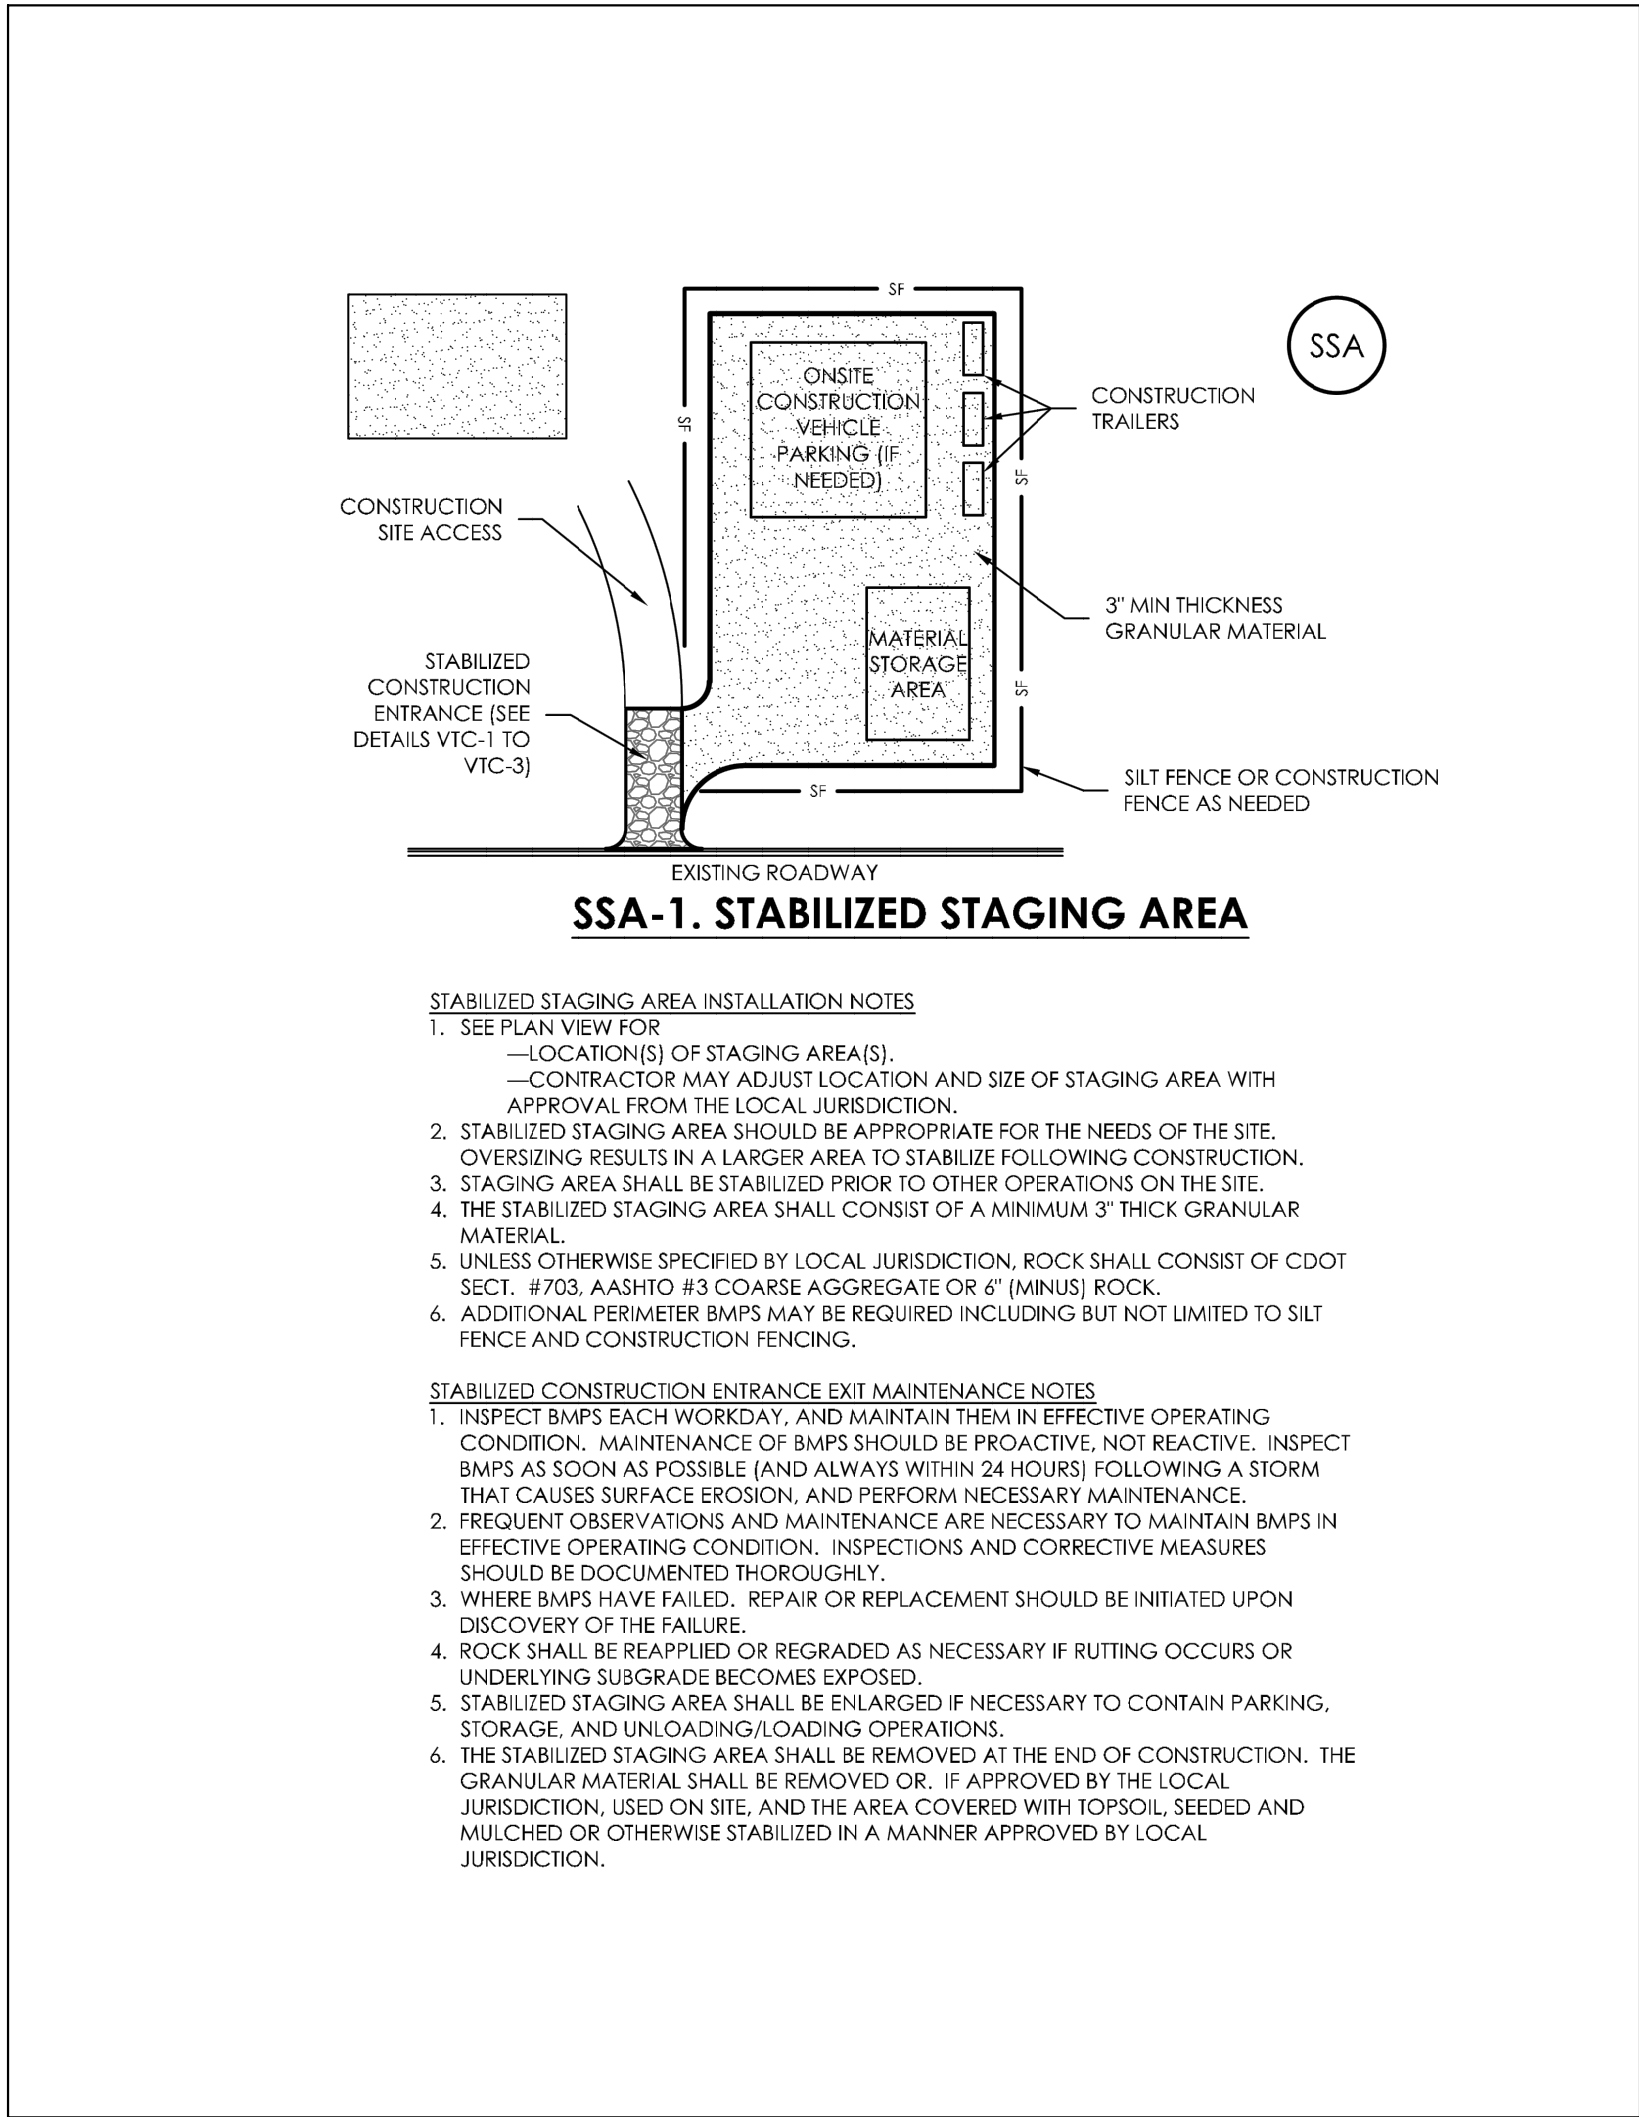 SF
SSA
ONSITE
CONSTRUCTION
VEHICLE
PARKING (IF
NEEDED)
CONSTRUCTION
TRAILERS
SF
SF
CONSTRUCTION
SITE ACCESS
3" MIN THICKNESS
GRANULAR MATERIAL
MATERIAL
STORAGE
AREA
STABILIZED
CONSTRUCTION
ENTRANCE (SEE
DETAILS VTC-1 TO
VTC-3)
SF
SILT FENCE OR CONSTRUCTION
FENCE AS NEEDED
SF
EXISTING ROADWAY
SSA-1. STABILIZED STAGING AREA
STABILIZED STAGING AREA INSTALLATION NOTES
1. SEE PLAN VIEW FOR
—LOCATION(S) OF STAGING AREA(S).
—CONTRACTOR MAY ADJUST LOCATION AND SIZE OF STAGING AREA WITH
APPROVAL FROM THE LOCAL JURISDICTION.
2. STABILIZED STAGING AREA SHOULD BE APPROPRIATE FOR THE NEEDS OF THE SITE.
OVERSIZING RESULTS IN A LARGER AREA TO STABILIZE FOLLOWING CONSTRUCTION.
3. STAGING AREA SHALL BE STABILIZED PRIOR TO OTHER OPERATIONS ON THE SITE.
4. THE STABILIZED STAGING AREA SHALL CONSIST OF A MINIMUM 3" THICK GRANULAR
MATERIAL.
5. UNLESS OTHERWISE SPECIFIED BY LOCAL JURISDICTION, ROCK SHALL CONSIST OF CDOT
SECT. #703, AASHTO #3 COARSE AGGREGATE OR 6" (MINUS) ROCK.
6. ADDITIONAL PERIMETER BMPS MAY BE REQUIRED INCLUDING BUT NOT LIMITED TO SILT
FENCE AND CONSTRUCTION FENCING.
STABILIZED CONSTRUCTION ENTRANCE EXIT MAINTENANCE NOTES
1. INSPECT BMPS EACH WORKDAY, AND MAINTAIN THEM IN EFFECTIVE OPERATING
CONDITION. MAINTENANCE OF BMPS SHOULD BE PROACTIVE, NOT REACTIVE. INSPECT
BMPS AS SOON AS POSSIBLE (AND ALWAYS WITHIN 24 HOURS) FOLLOWING A STORM
THAT CAUSES SURFACE EROSION, AND PERFORM NECESSARY MAINTENANCE.
2. FREQUENT OBSERVATIONS AND MAINTENANCE ARE NECESSARY TO MAINTAIN BMPS IN
EFFECTIVE OPERATING CONDITION. INSPECTIONS AND CORRECTIVE MEASURES
SHOULD BE DOCUMENTED THOROUGHLY.
3. WHERE BMPS HAVE FAILED. REPAIR OR REPLACEMENT SHOULD BE INITIATED UPON
DISCOVERY OF THE FAILURE.
4. ROCK SHALL BE REAPPLIED OR REGRADED AS NECESSARY IF RUTTING OCCURS OR
UNDERLYING SUBGRADE BECOMES EXPOSED.
5. STABILIZED STAGING AREA SHALL BE ENLARGED IF NECESSARY TO CONTAIN PARKING,
STORAGE, AND UNLOADING/LOADING OPERATIONS.
6. THE STABILIZED STAGING AREA SHALL BE REMOVED AT THE END OF CONSTRUCTION. THE
GRANULAR MATERIAL SHALL BE REMOVED OR. IF APPROVED BY THE LOCAL
JURISDICTION, USED ON SITE, AND THE AREA COVERED WITH TOPSOIL, SEEDED AND
MULCHED OR OTHERWISE STABILIZED IN A MANNER APPROVED BY LOCAL
JURISDICTION.